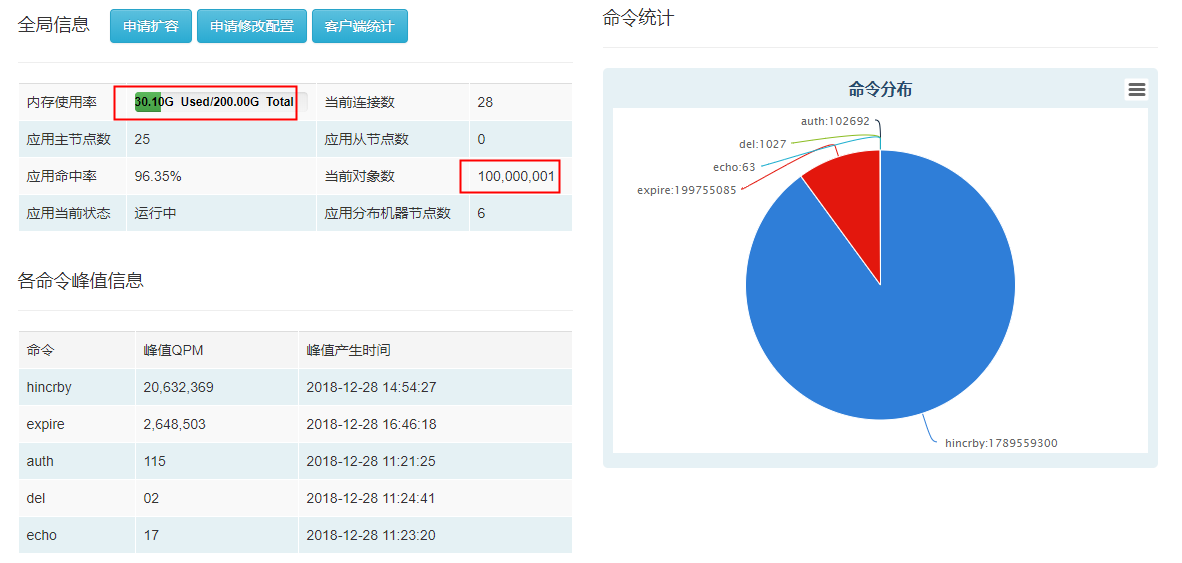 全局信息 申请扩容 申请修改配置 客户端统计
内存使用率 30.10G Used/200.00G Total 当前连接数 28
应用主节点数 25 应用从节点数 0
应用命中率 96.35% 当前对象数 100,000,001
应用当前状态 运行中 应用分布机器节点数 6
各命令峰值信息
命令 峰值QPM 峰值产生时间
hincrby 20,632,369 2018-12-28 14:54:27
expire 2,648,503 2018-12-28 16:46:18
auth 115 2018-12-28 11:21:25
del 02 2018-12-28 11:24:41
echo 17 2018-12-28 11:23:20
命令统计
命令分布
auth:102692
del:1027
echo:63
expire:199755085
hincrby:1789559300